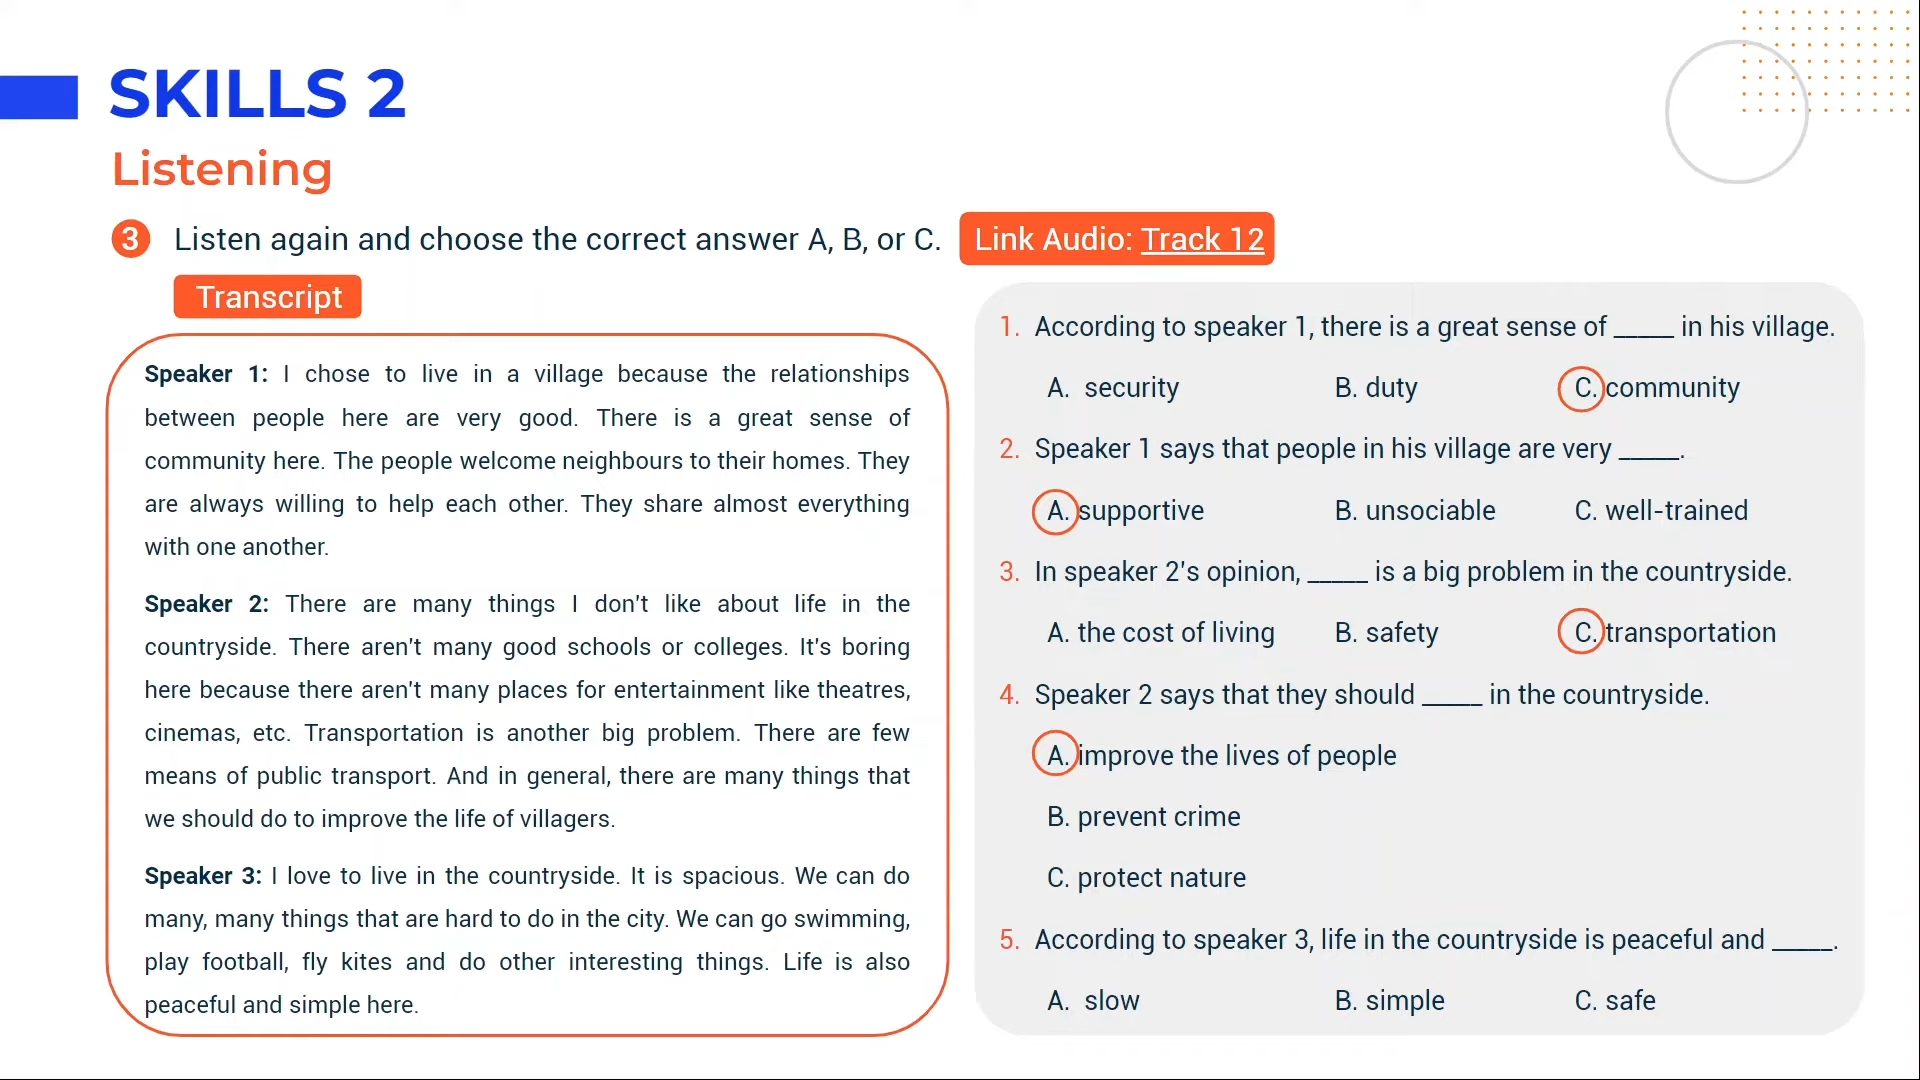 SKILLS 2
Listening
3 Listen again and choose the correct answer A, B, or C. Link Audio: Track 12
Transcript
Speaker 1: I chose to live in a village because the relationships
between people here are very good. There is a great sense of
community here. The people welcome neighbours to their homes. They
are always willing to help each other. They share almost everything
with one another.
Speaker 2: There are many things I don't like about life in the
countryside. There aren't many good schools or colleges. It's boring
here because there aren't many places for entertainment like theatres,
cinemas, etc. Transportation is another big problem. There are few
means of public transport. And in general, there are many things that
we should do to improve the life of villagers.
Speaker 3: I love to live in the countryside. It is spacious. We can do
many, many things that are hard to do in the city. We can go swimming,
play football, fly kites and do other interesting things. Life is also
peaceful and simple here.
1. According to speaker 1, there is a great sense of _____ in his village.
A. security B. duty C. community
2. Speaker 1 says that people in his village are very _____.
A. supportive B. unsociable C. well-trained
3. In speaker 2's opinion, _____ is a big problem in the countryside.
A. the cost of living B. safety C. transportation
4. Speaker 2 says that they should _____ in the countryside.
A. improve the lives of people
B. prevent crime
C. protect nature
5. According to speaker 3, life in the countryside is peaceful and _____.
A. slow B. simple C. safe